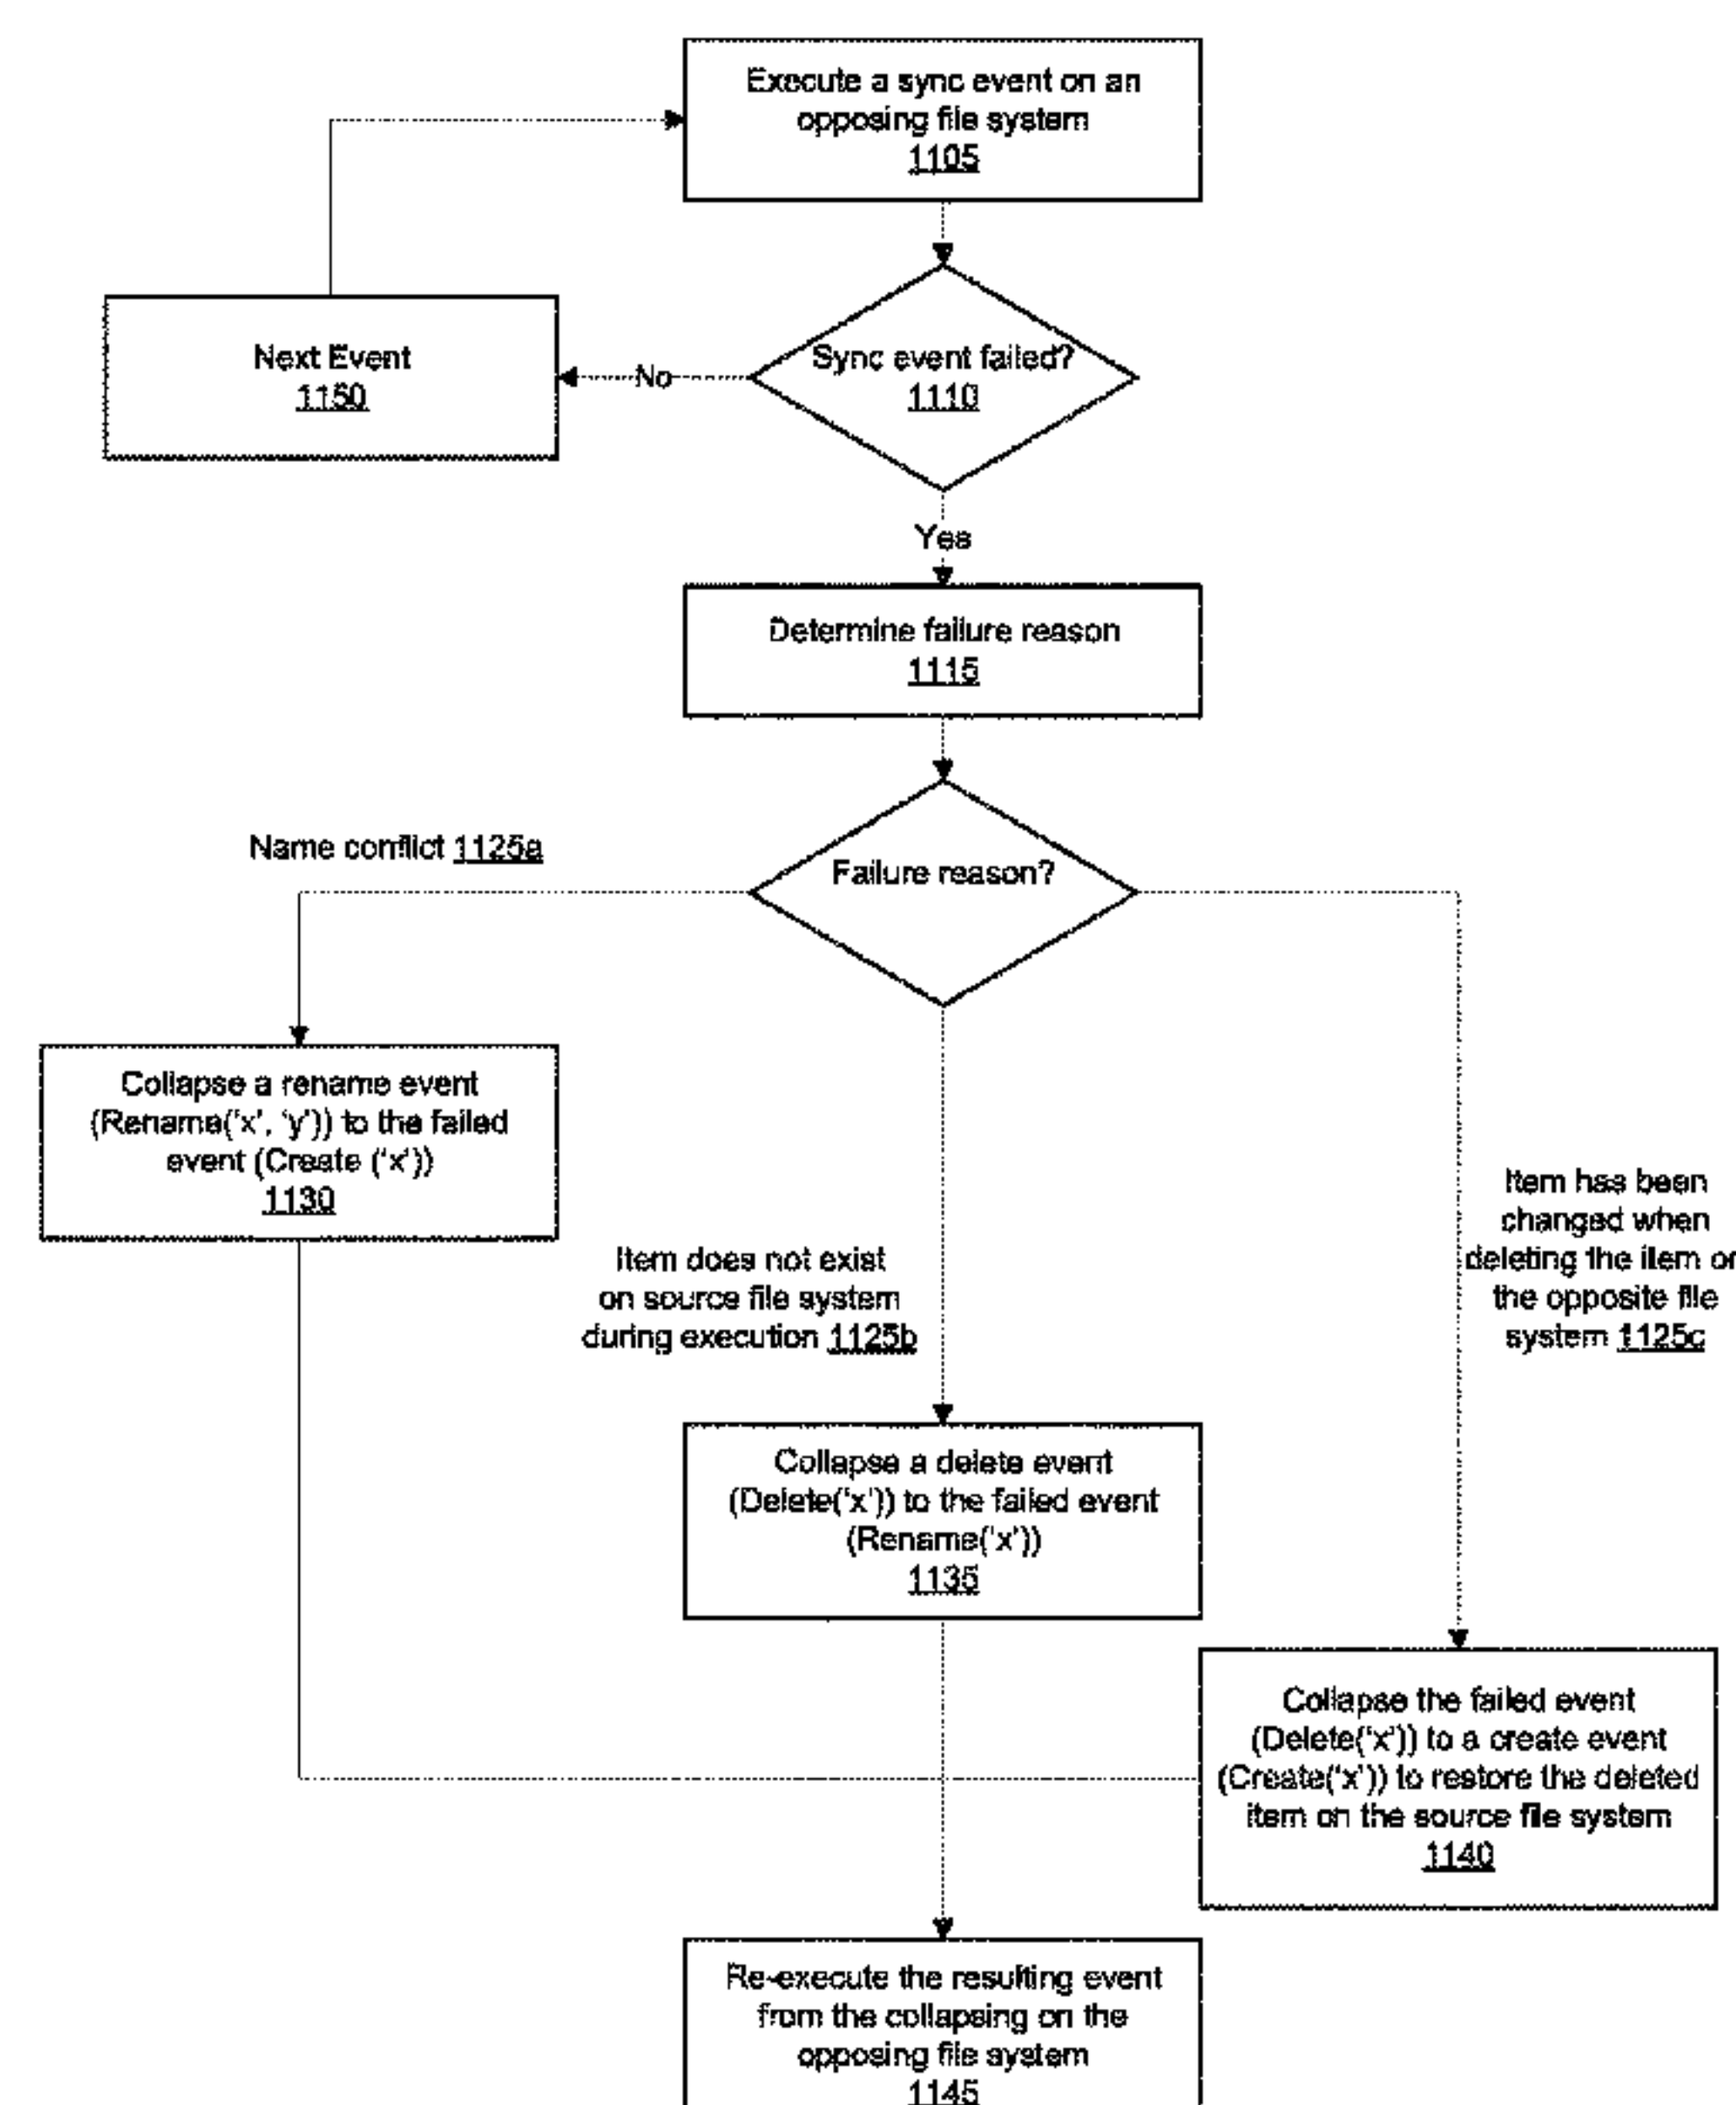 Execute a sync event on an
opposing file system
1105
Next Event
1150
No
Sync event failed?
1110
Yes
Determine failure reason
1115
Name conflict 1125a
Failure reason?
Collapse a rename event
(Rename('x', 'y')) to the failed
event (Create ('x'))
1130
Item does not exist
on source file system
during execution 1125b
Item has been
changed when
deleting the item on
the opposite file
system 1125c
Collapse a delete event
(Delete('x')) to the failed event
(Rename('x'))
1135
Collapse the failed event
(Delete('x')) to a create event
(Create('x')) to restore the deleted
item on the source file system
1140
Re-execute the resulting event
from the collapsing on the
opposing file system
1145